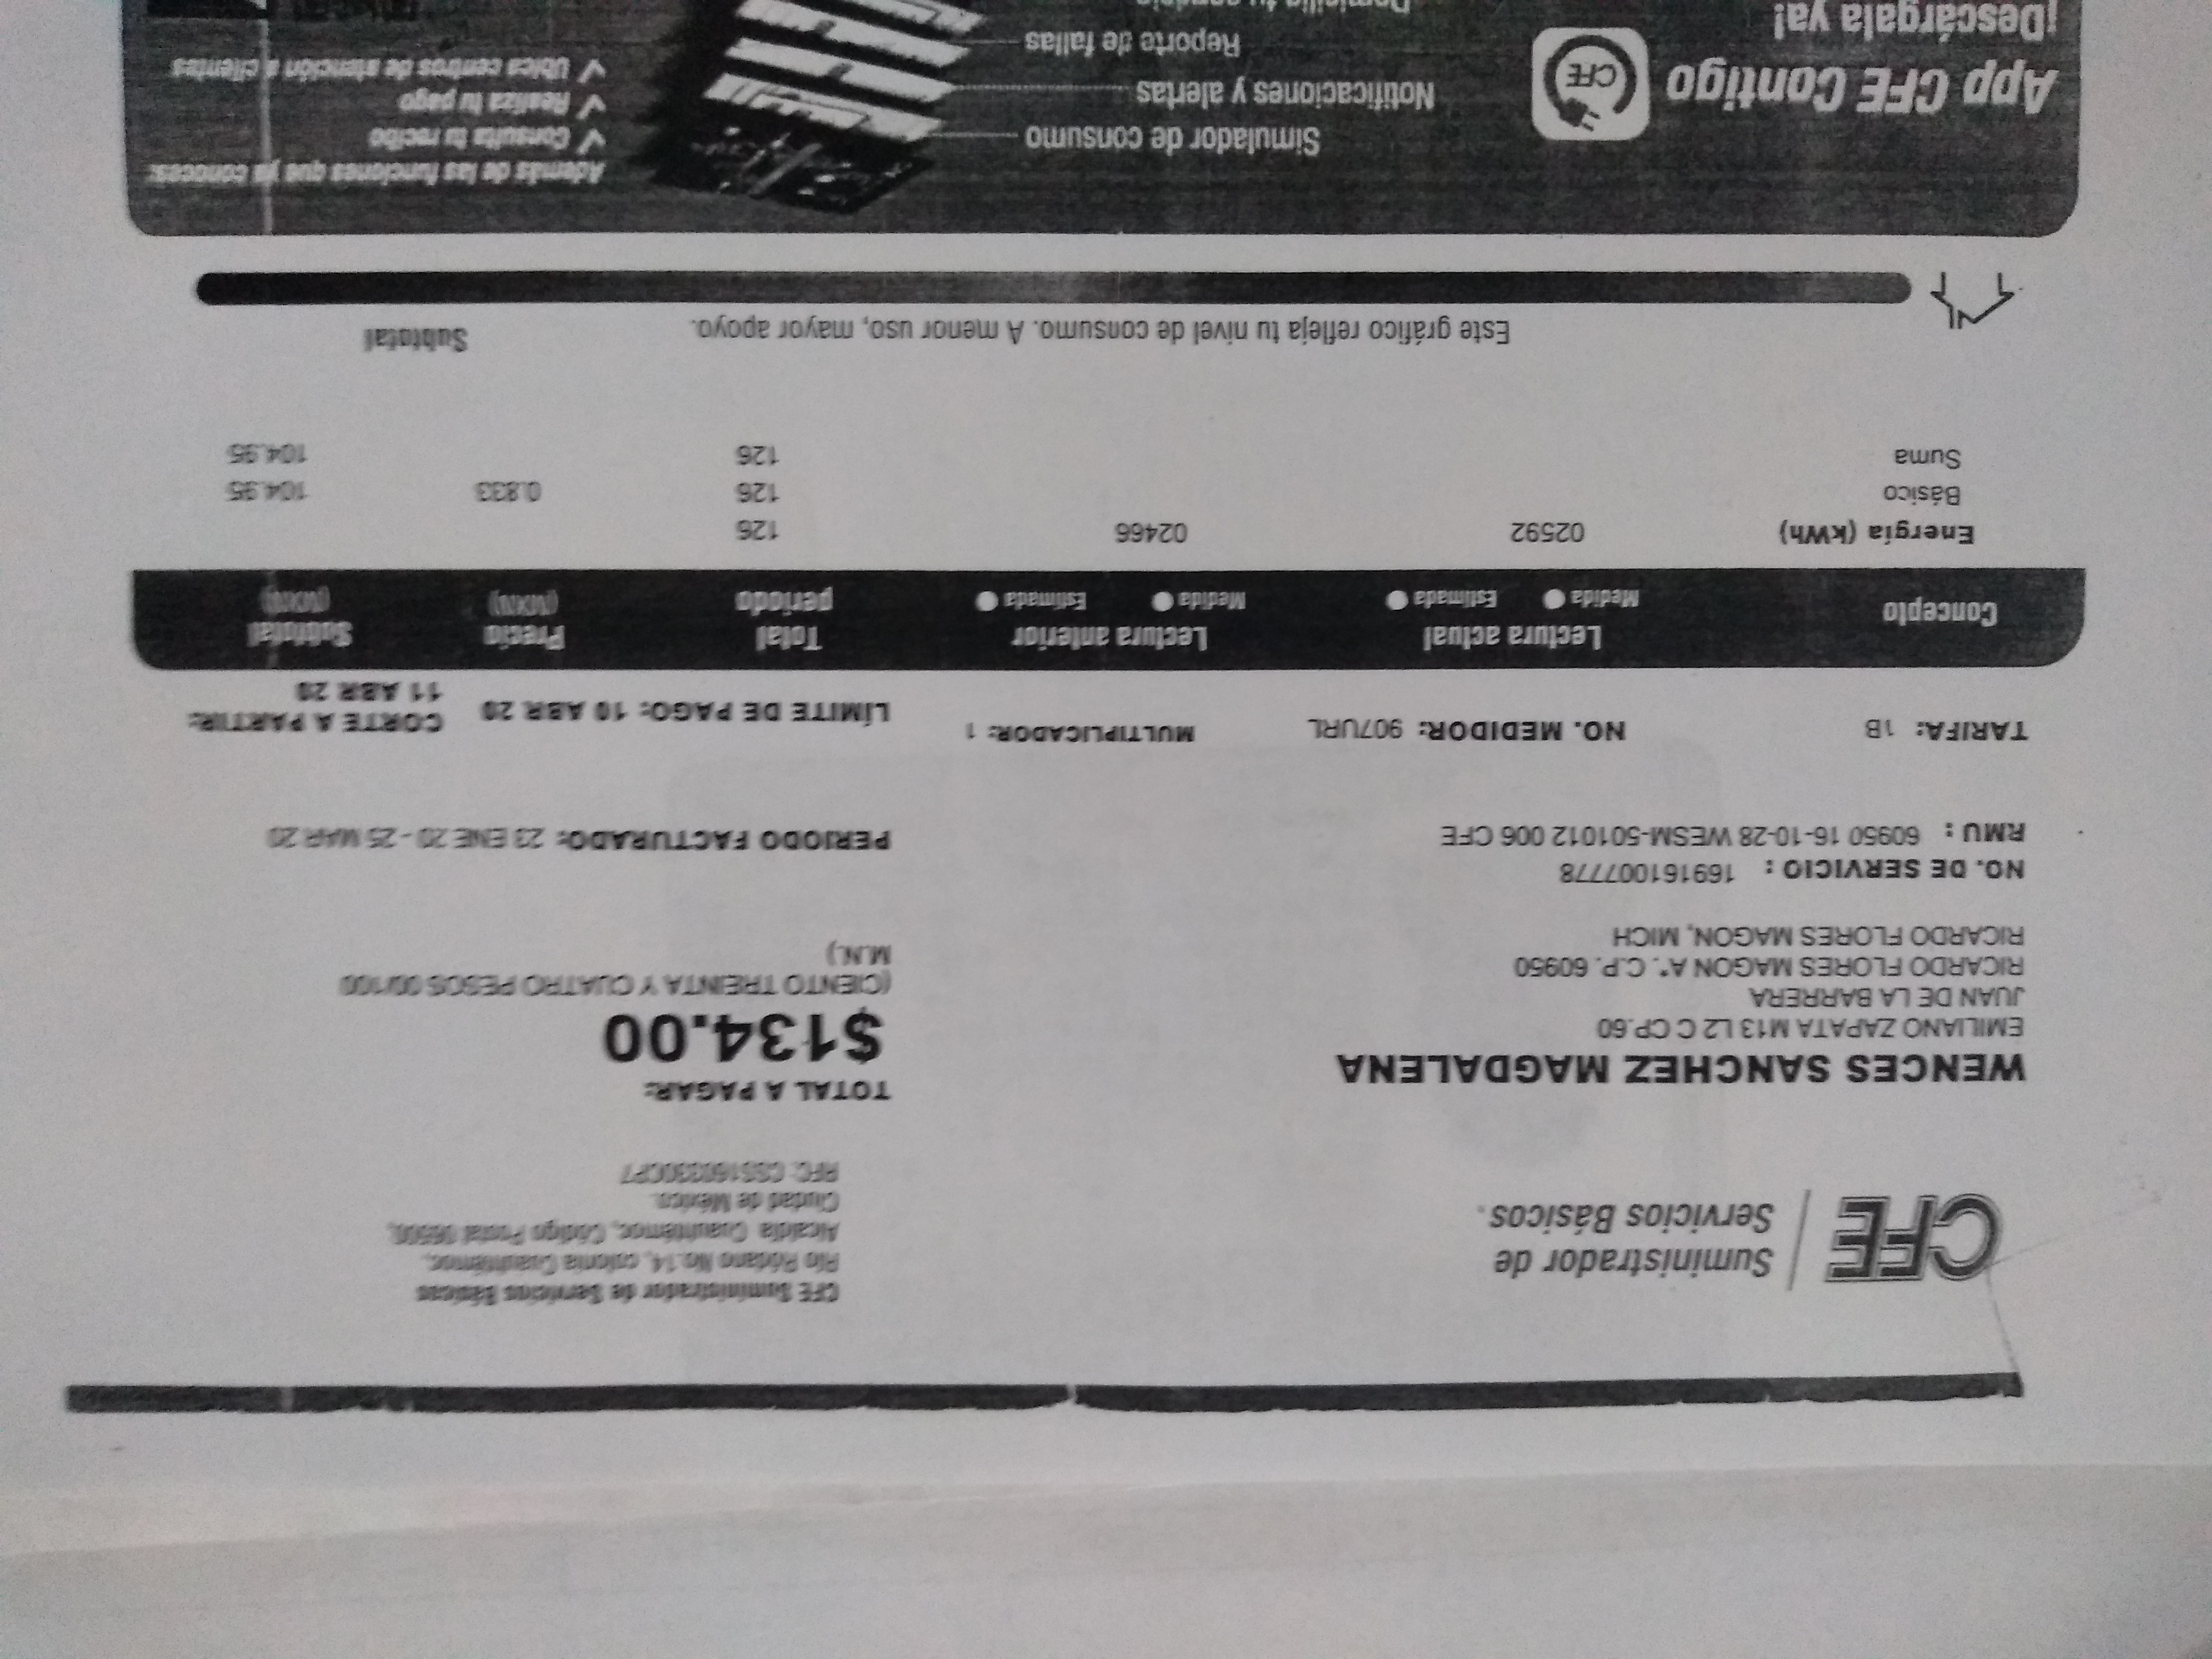 CFE Suministrador de
Servicios Básicos.
CFE Suministrador de Servicios Básicos
Río Ródano No.14, colonia Cuauhtémoc,
Alcaldía Cuauhtémoc, Código Postal 06500,
Ciudad de México.
RFC: CSS160330CP7
WENCES SANCHEZ MAGDALENA
EMILIANO ZAPATA M13 L2 C CP.60
JUAN DE LA BARRERA
RICARDO FLORES MAGON A*. C.P. 60950
RICARDO FLORES MAGON, MICH
TOTAL A PAGAR:
$134.00
(CIENTO TREINTA Y CUATRO PESOS 00/100
M.N.)
NO. DE SERVICIO : 169161007778
RMU : 60950 16-10-28 WESM-501012 006 CFE
PERIODO FACTURADO: 23 ENE 20 - 25 MAR 20
TARIFA: 1B NO. MEDIDOR: 907URL MULTIPLICADOR: 1
LÍMITE DE PAGO: 10 ABR 20 CORTE A PARTIR:
11 ABR 20
Concepto Lectura actual Lectura anterior Total periodo Precio (MXN) Subtotal (MXN)
Medida Estimada Medida Estimada
Energía (kWh) 02592 02466 126
Básico 126 0.833 104.95
Suma 126 104.95
Este gráfico refleja tu nivel de consumo. A menor uso, mayor apoyo. Subtotal
App CFE Contigo
CFE
¡Descárgala ya!
Simulador de consumo
Notificaciones y alertas
Reporte de fallas
Domicilia tu servicio
Además de las funciones que ya conoces:
Consulta tu recibo
Realiza tu pago
Ubica centros de atención a clientes